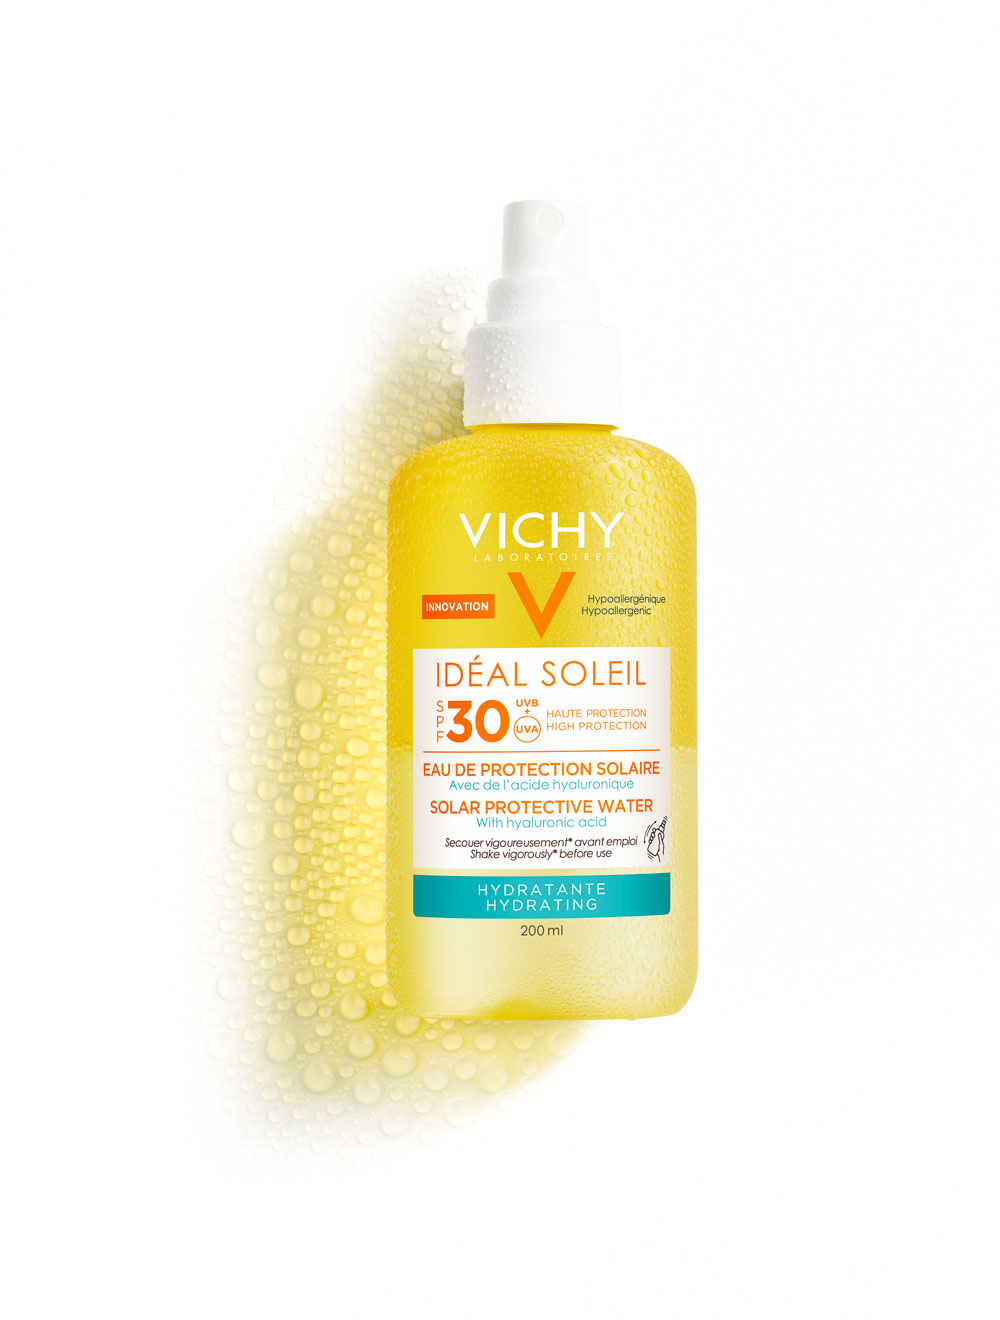 VICHY
LABORATOIRES
V
INNOVATION
Hypoallergénique
Hypoallergenic
IDÉAL SOLEIL
SPF 30 UVB + UVA
HAUTE PROTECTION
HIGH PROTECTION
EAU DE PROTECTION SOLAIRE
Avec de l'acide hyaluronique
SOLAR PROTECTIVE WATER
With hyaluronic acid
Secouer vigoureusement* avant emploi
Shake vigorously* before use
HYDRATANTE
HYDRATING
200 ml